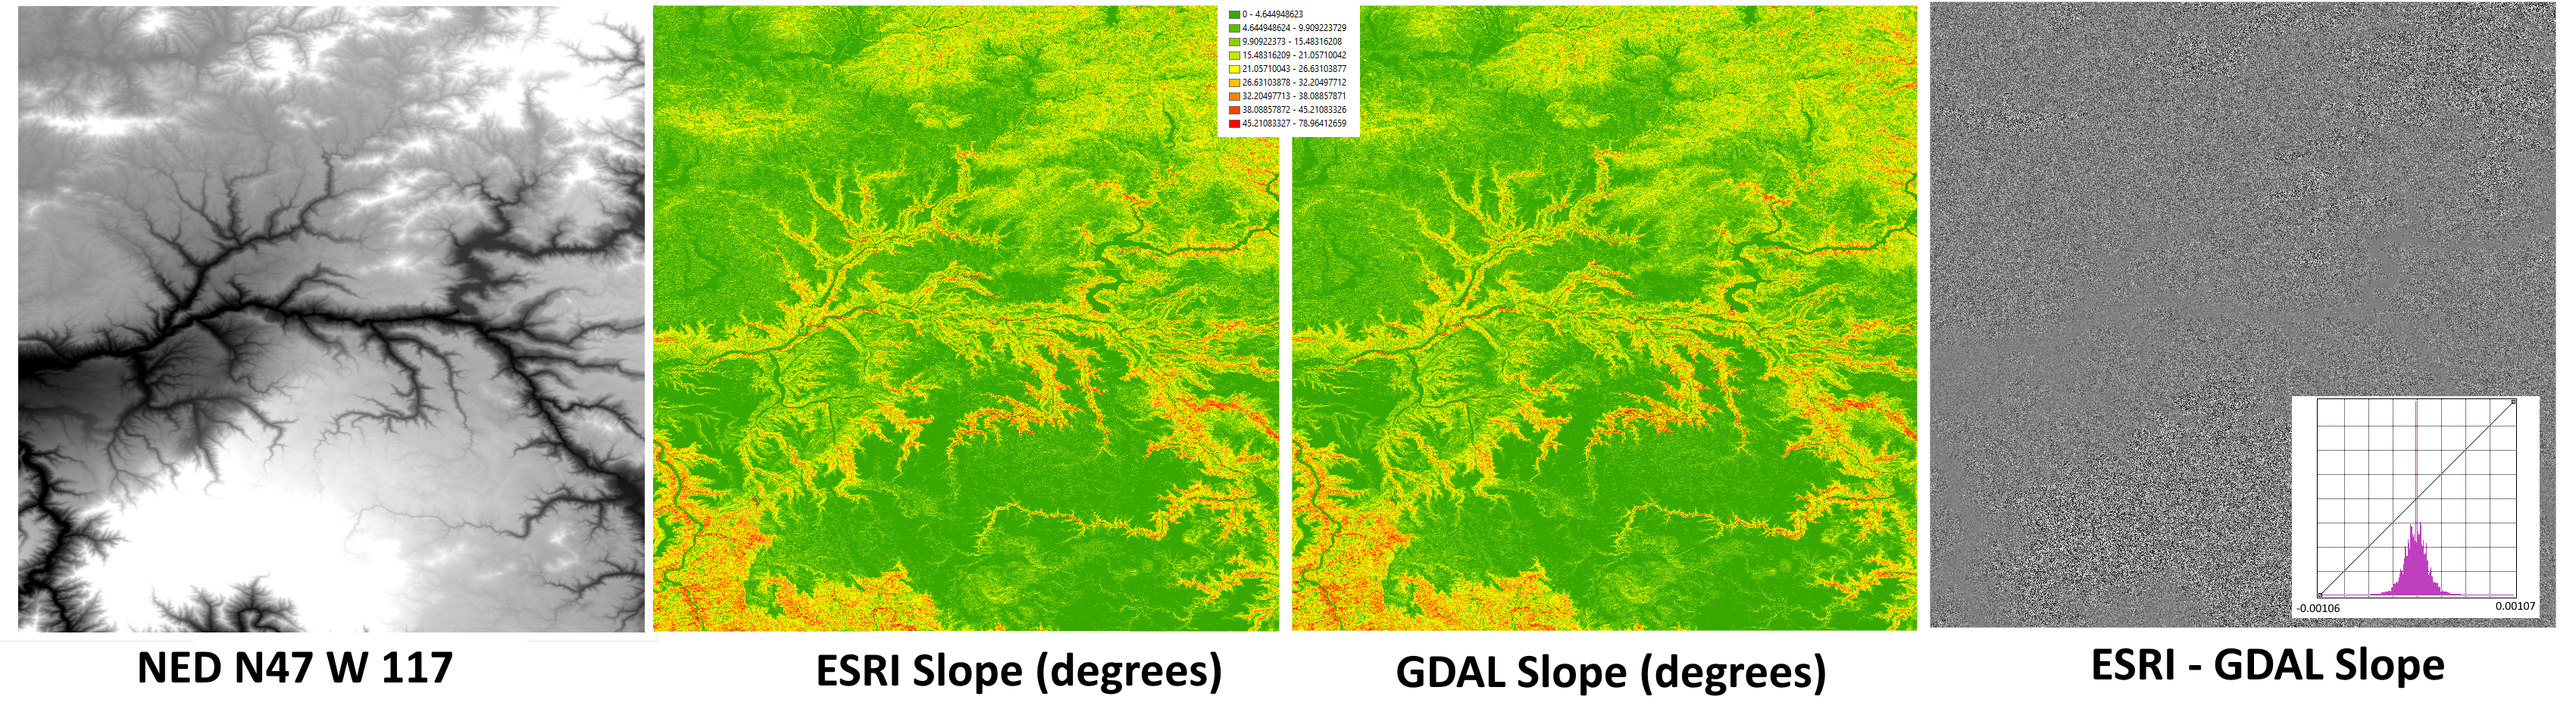 0 - 4.644948623
4.644948624 - 9.909223729
9.90922373 - 15.48316208
15.48316209 - 21.05710042
21.05710043 - 26.63103877
26.63103878 - 32.20497712
32.20497713 - 38.08857871
38.08857872 - 45.21083326
45.21083327 - 78.96412659
-0.00106
0.00107
NED N47 W 117
ESRI Slope (degrees)
GDAL Slope (degrees)
ESRI - GDAL Slope